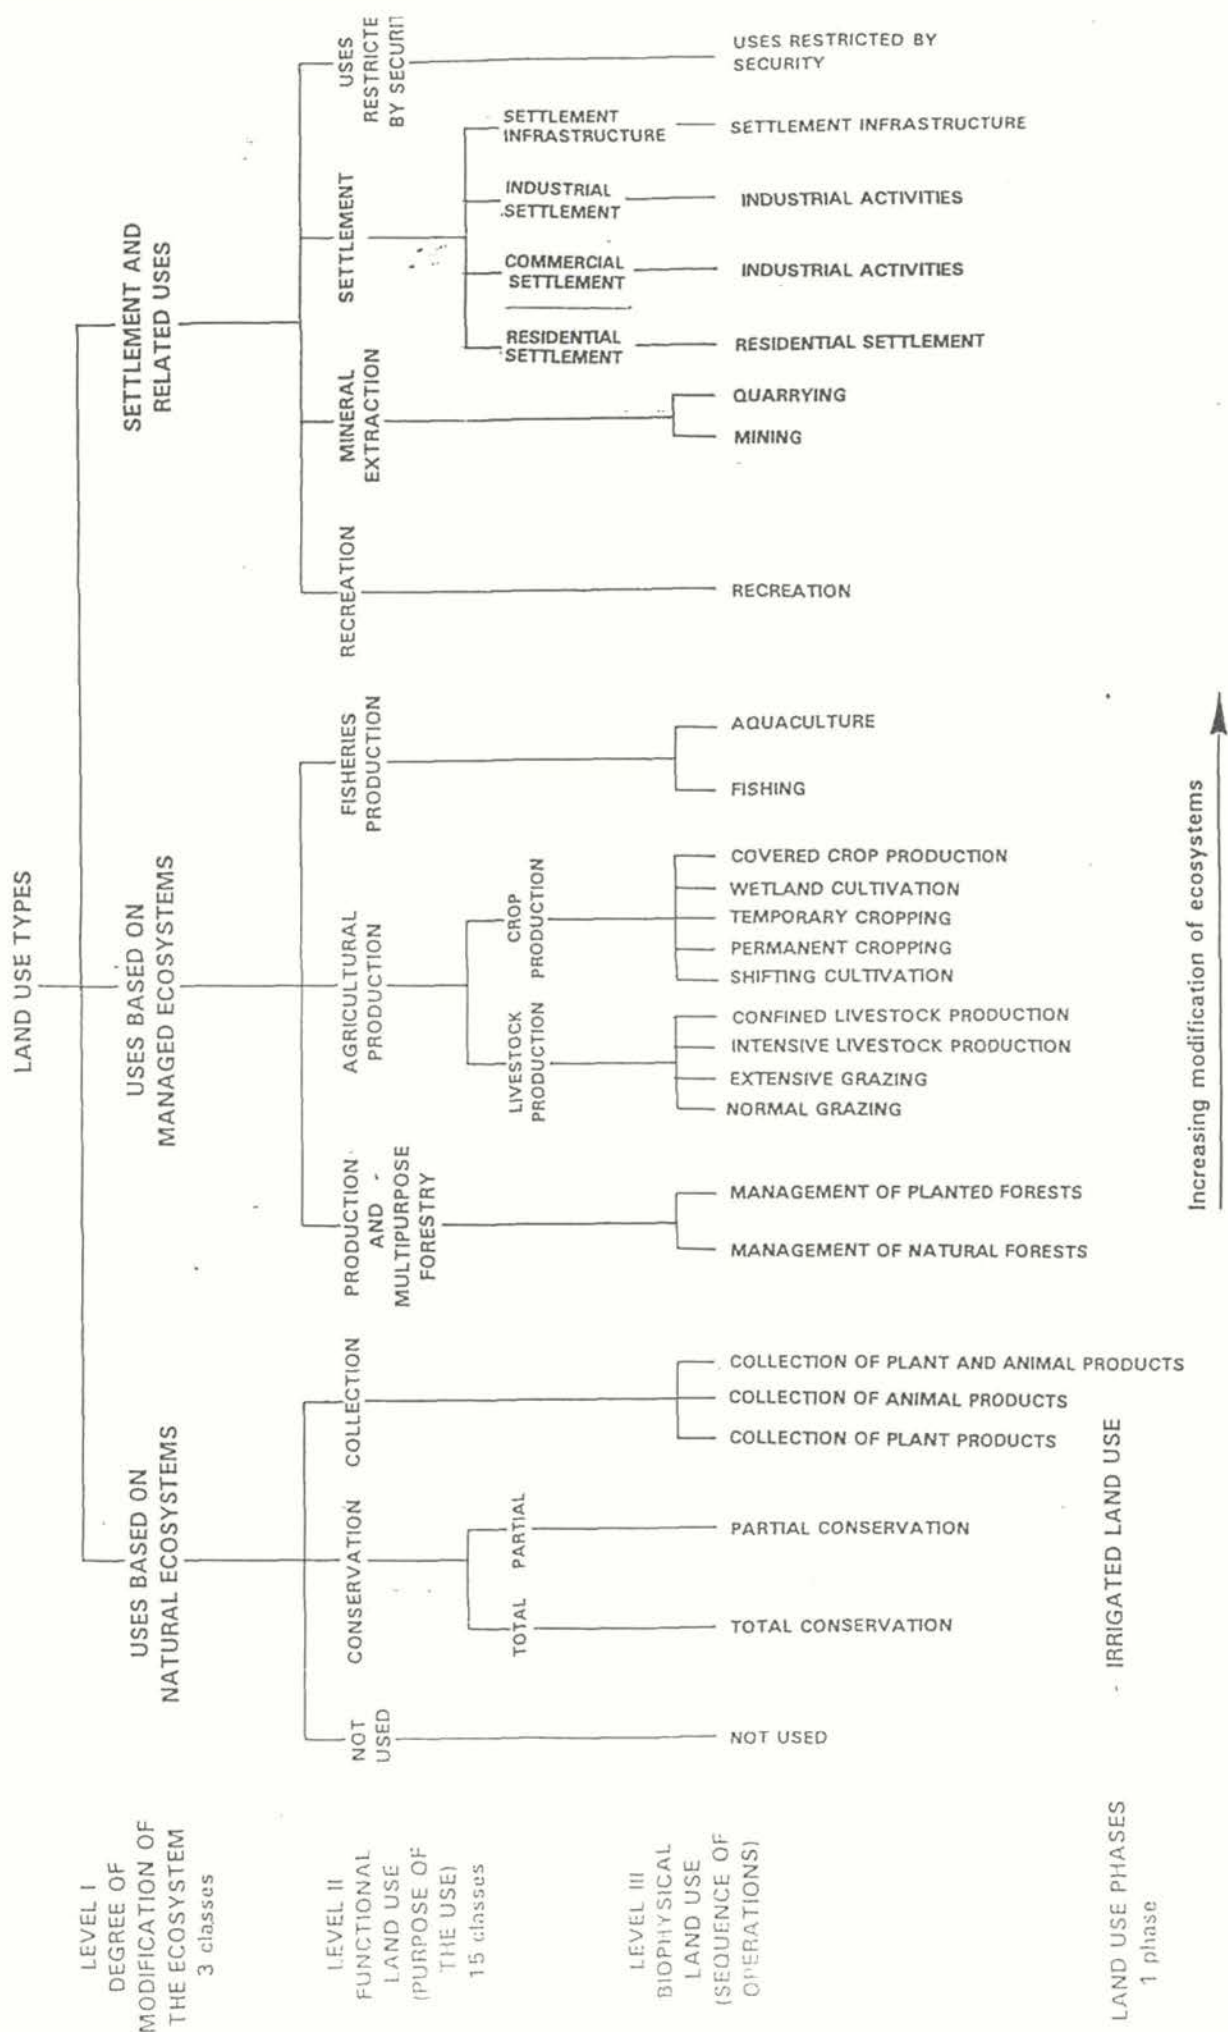 LAND USE TYPES
LEVEL I
DEGREE OF
MODIFICATION OF
THE ECOSYSTEM
3 classes
USES BASED ON
NATURAL ECOSYSTEMS
USES BASED ON
MANAGED ECOSYSTEMS
SETTLEMENT AND
RELATED USES
LEVEL II
FUNCTIONAL
LAND USE
(PURPOSE OF
THE USE)
15 classes
NOT
USED
CONSERVATION
COLLECTION
PRODUCTION
AND
MULTIPURPOSE
FORESTRY
AGRICULTURAL
PRODUCTION
FISHERIES
PRODUCTION
RECREATION
MINERAL
EXTRACTION
SETTLEMENT
USES
RESTRICTE
BY SECURIT
TOTAL
PARTIAL
LIVESTOCK
PRODUCTION
CROP
PRODUCTION
RESIDENTIAL
SETTLEMENT
COMMERCIAL
SETTLEMENT
INDUSTRIAL
SETTLEMENT
SETTLEMENT
INFRASTRUCTURE
LEVEL III
BIOPHYSICAL
LAND USE
(SEQUENCE OF
OPERATIONS)
NOT USED
TOTAL CONSERVATION
PARTIAL CONSERVATION
COLLECTION OF PLANT PRODUCTS
COLLECTION OF ANIMAL PRODUCTS
COLLECTION OF PLANT AND ANIMAL PRODUCTS
MANAGEMENT OF NATURAL FORESTS
MANAGEMENT OF PLANTED FORESTS
NORMAL GRAZING
EXTENSIVE GRAZING
INTENSIVE LIVESTOCK PRODUCTION
CONFINED LIVESTOCK PRODUCTION
SHIFTING CULTIVATION
PERMANENT CROPPING
TEMPORARY CROPPING
WETLAND CULTIVATION
COVERED CROP PRODUCTION
FISHING
AQUACULTURE
RECREATION
MINING
QUARRYING
RESIDENTIAL SETTLEMENT
INDUSTRIAL ACTIVITIES
INDUSTRIAL ACTIVITIES
SETTLEMENT INFRASTRUCTURE
USES RESTRICTED BY
SECURITY
LAND USE PHASES
1 phase
- IRRIGATED LAND USE
Increasing modification of ecosystems